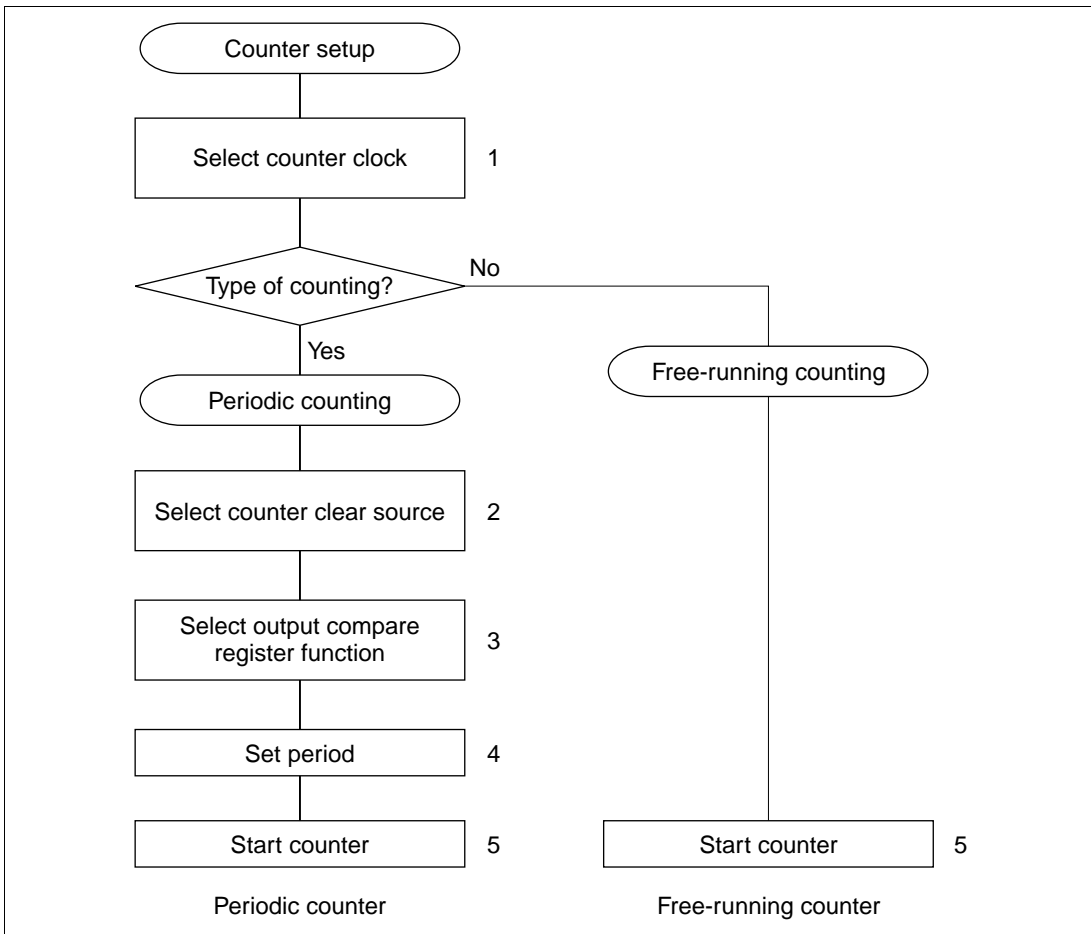 Counter setup
Select counter clock
1
Type of counting?
No
Yes
Free-running counting
Periodic counting
Select counter clear source
2
Select output compare
register function
3
Set period
4
Start counter
5
Start counter
5
Periodic counter
Free-running counter